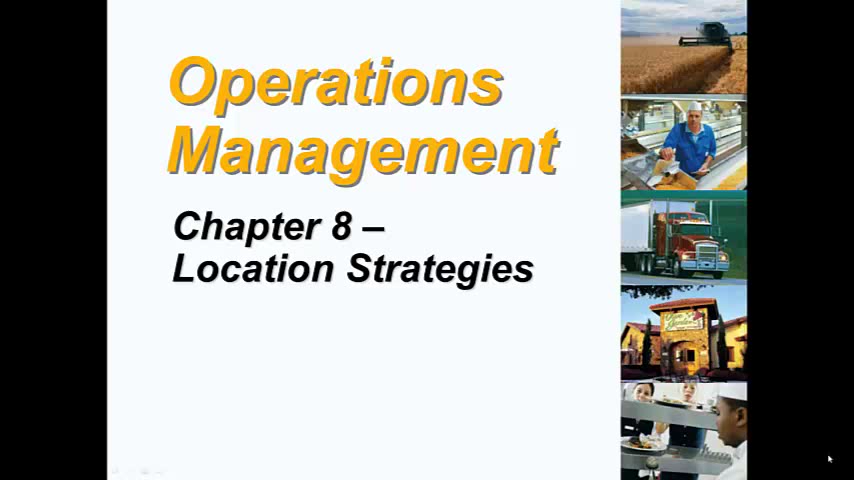 Operations
Management
Chapter 8 –
Location Strategies